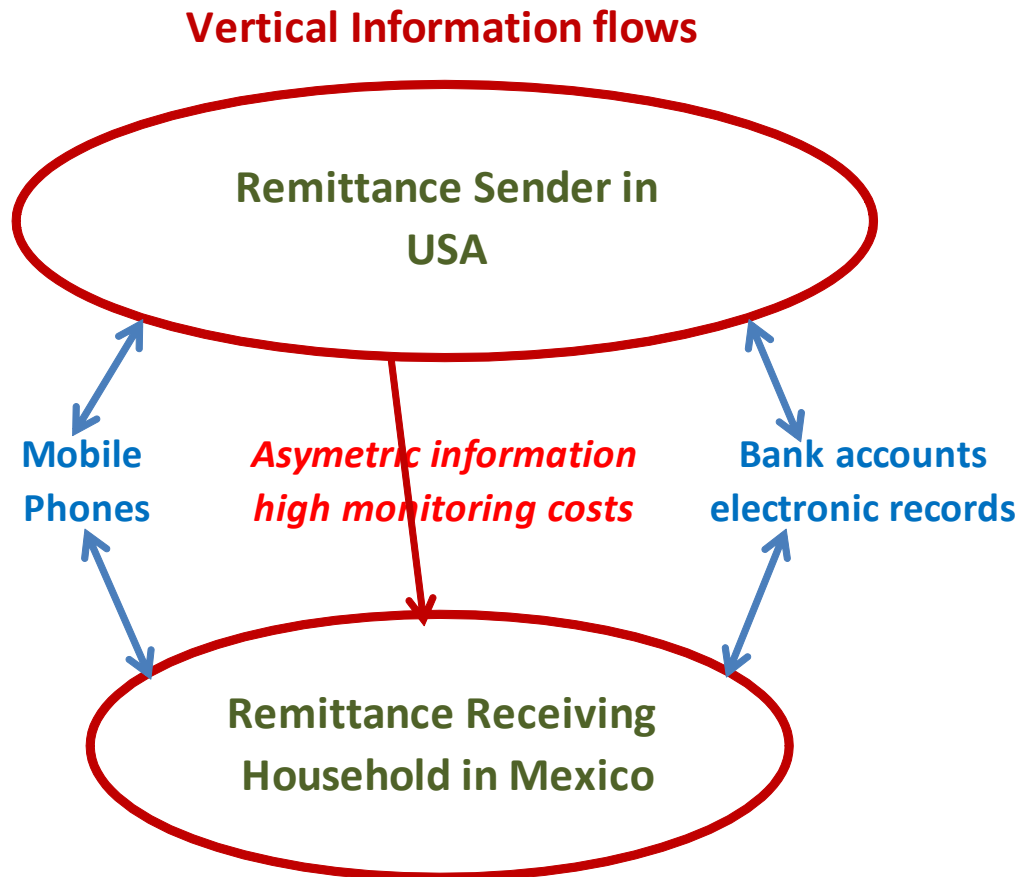 Vertical Information flows
Remittance Sender in
USA
Mobile
Phones
Asymetric information
high monitoring costs
Bank accounts
electronic records
Remittance Receiving
Household in Mexico